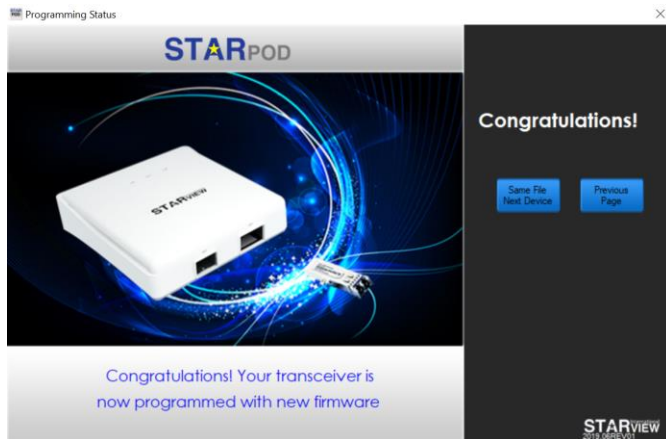 Programming Status
STARPOD
STARVIEW
Congratulations!
Same File
Next Device
Previous
Page
Congratulations! Your transceiver is
now programmed with new firmware
International
STARVIEW
2019.06REV01